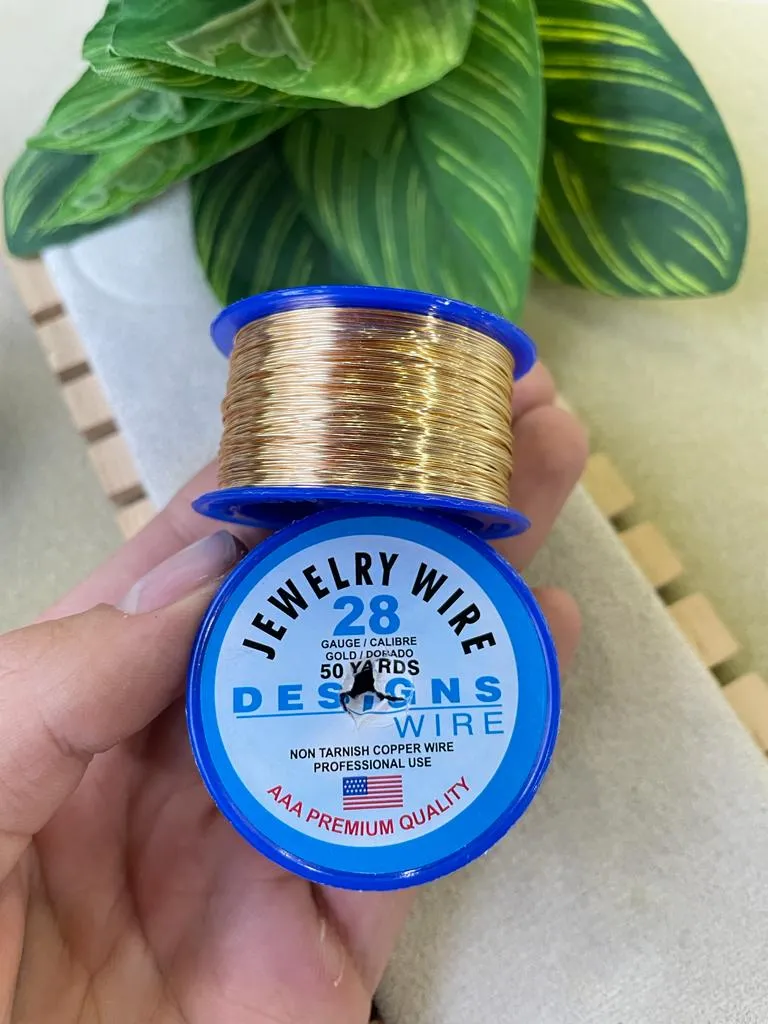 JEWELRY WIRE
28
GAUGE / CALIBRE
GOLD / DORADO
50 YARDS
DESIGNS
WIRE
NON TARNISH COPPER WIRE
PROFESSIONAL USE
AAA PREMIUM QUALITY